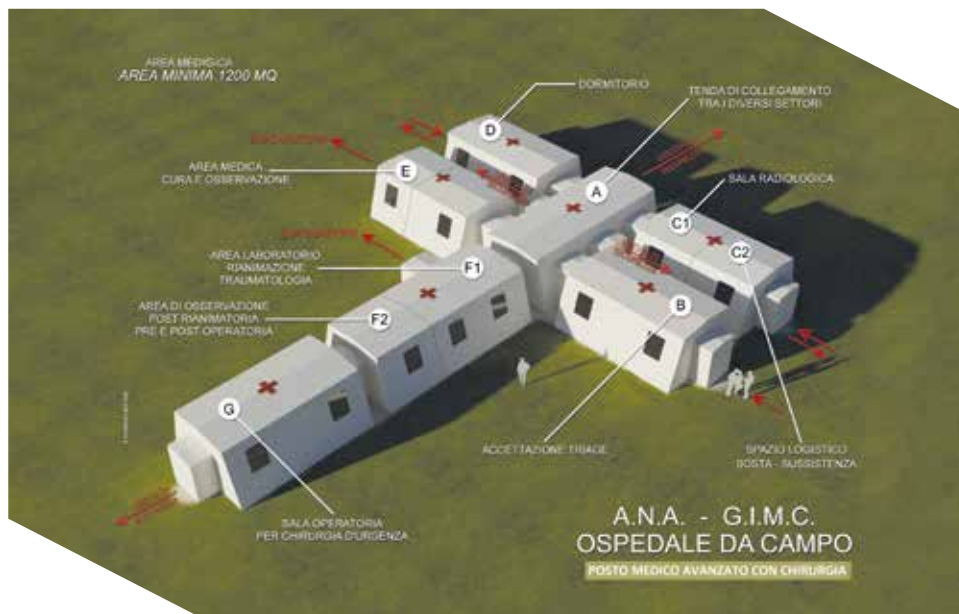 AREA MEDISICA
AREA MINIMA 1200 MQ
DORMITORIO
TENDA DI COLLEGAMENTO
TRA I DIVERSI SETTORI
D
E
A
AREA MEDICA
CURA E OSSERVAZIONE
SALA RADIOLOGICA
C1
C2
AREA LABORATORIO
RIANIMAZIONE
TRAUMATOLOGIA
F1
B
AREA DI OSSERVAZIONE
POST RIANIMATORIA
PRE E POST OPERATORIA
F2
G
ACCETTAZIONE TRIAGE
SPAZIO LOGISTICO
SOSTA - SUSSISTENZA
SALA OPERATORIA
PER CHIRURGIA D'URGENZA
A.N.A. - G.I.M.C.
OSPEDALE DA CAMPO
POSTO MEDICO AVANZATO CON CHIRURGIA